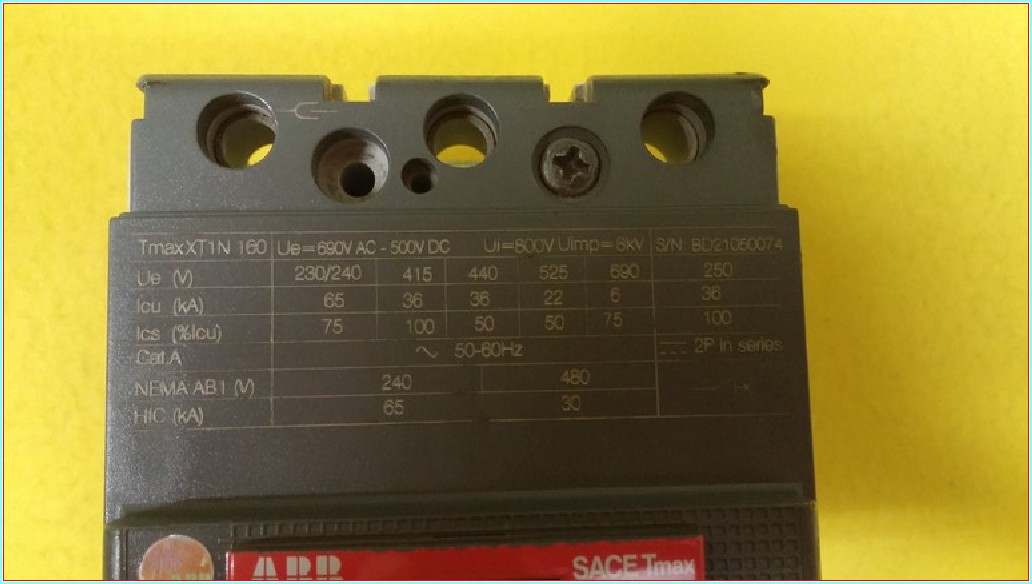 Tmax XT1N 160 Ue=690V AC - 500V DC Ui=800V Uimp=8kV S/N: BD21050074
Ue (V) 230/240 415 440 525 690 250
Icu (kA) 65 36 36 22 6 36
Ics (%Icu) 75 100 50 50 75 100
Cat.A 50-60Hz 2P in series
NEMA AB1 (V) 240 480
HIC (kA) 65 30
ABB SACE Tmax